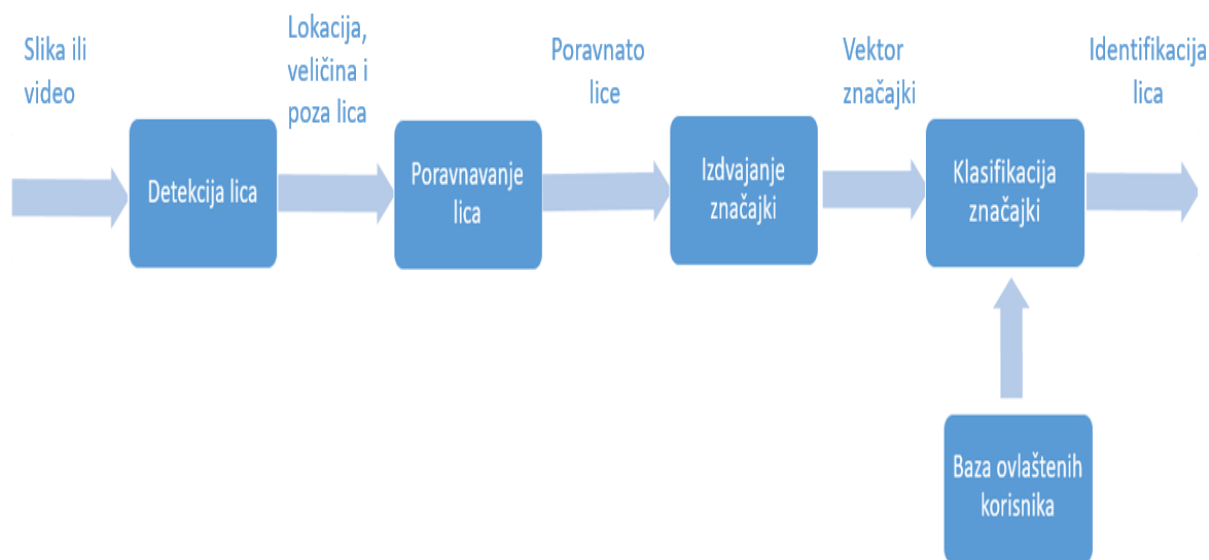 Slika ili
video
Detekcija lica
Lokacija,
veličina i
poza lica
Poravnavanje
lica
Poravnato
lice
Izdvajanje
značajki
Vektor
značajki
Klasifikacija
značajki
Identifikacija
lica
Baza ovlaštenih
korisnika